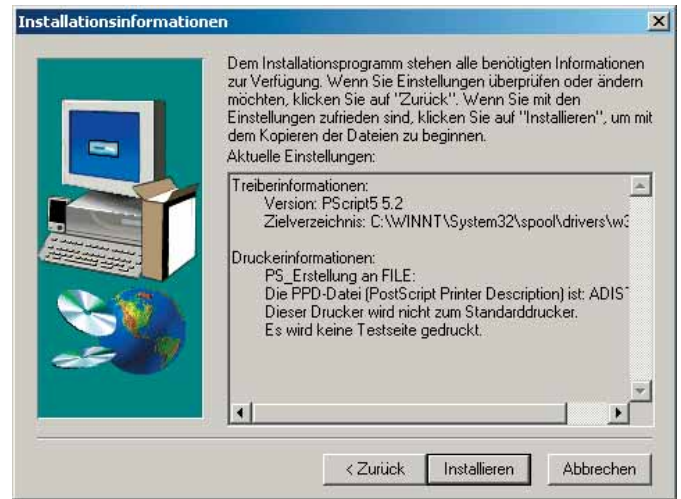 Installationsinformationen
Dem Installationsprogramm stehen alle benötigten Informationen
zur Verfügung. Wenn Sie Einstellungen überprüfen oder ändern
möchten, klicken Sie auf "Zurück". Wenn Sie mit den
Einstellungen zufrieden sind, klicken Sie auf "Installieren", um mit
dem Kopieren der Dateien zu beginnen.
Aktuelle Einstellungen:
Treiberinformationen:
Version: PScript5 5.2
Zielverzeichnis: C:\WINNT\System32\spool\drivers\w3
Druckerinformationen:
PS_Erstellung an FILE:
Die PPD-Datei (PostScript Printer Description) ist: ADIST
Dieser Drucker wird nicht zum Standarddrucker.
Es wird keine Testseite gedruckt.
< Zurück Installieren Abbrechen